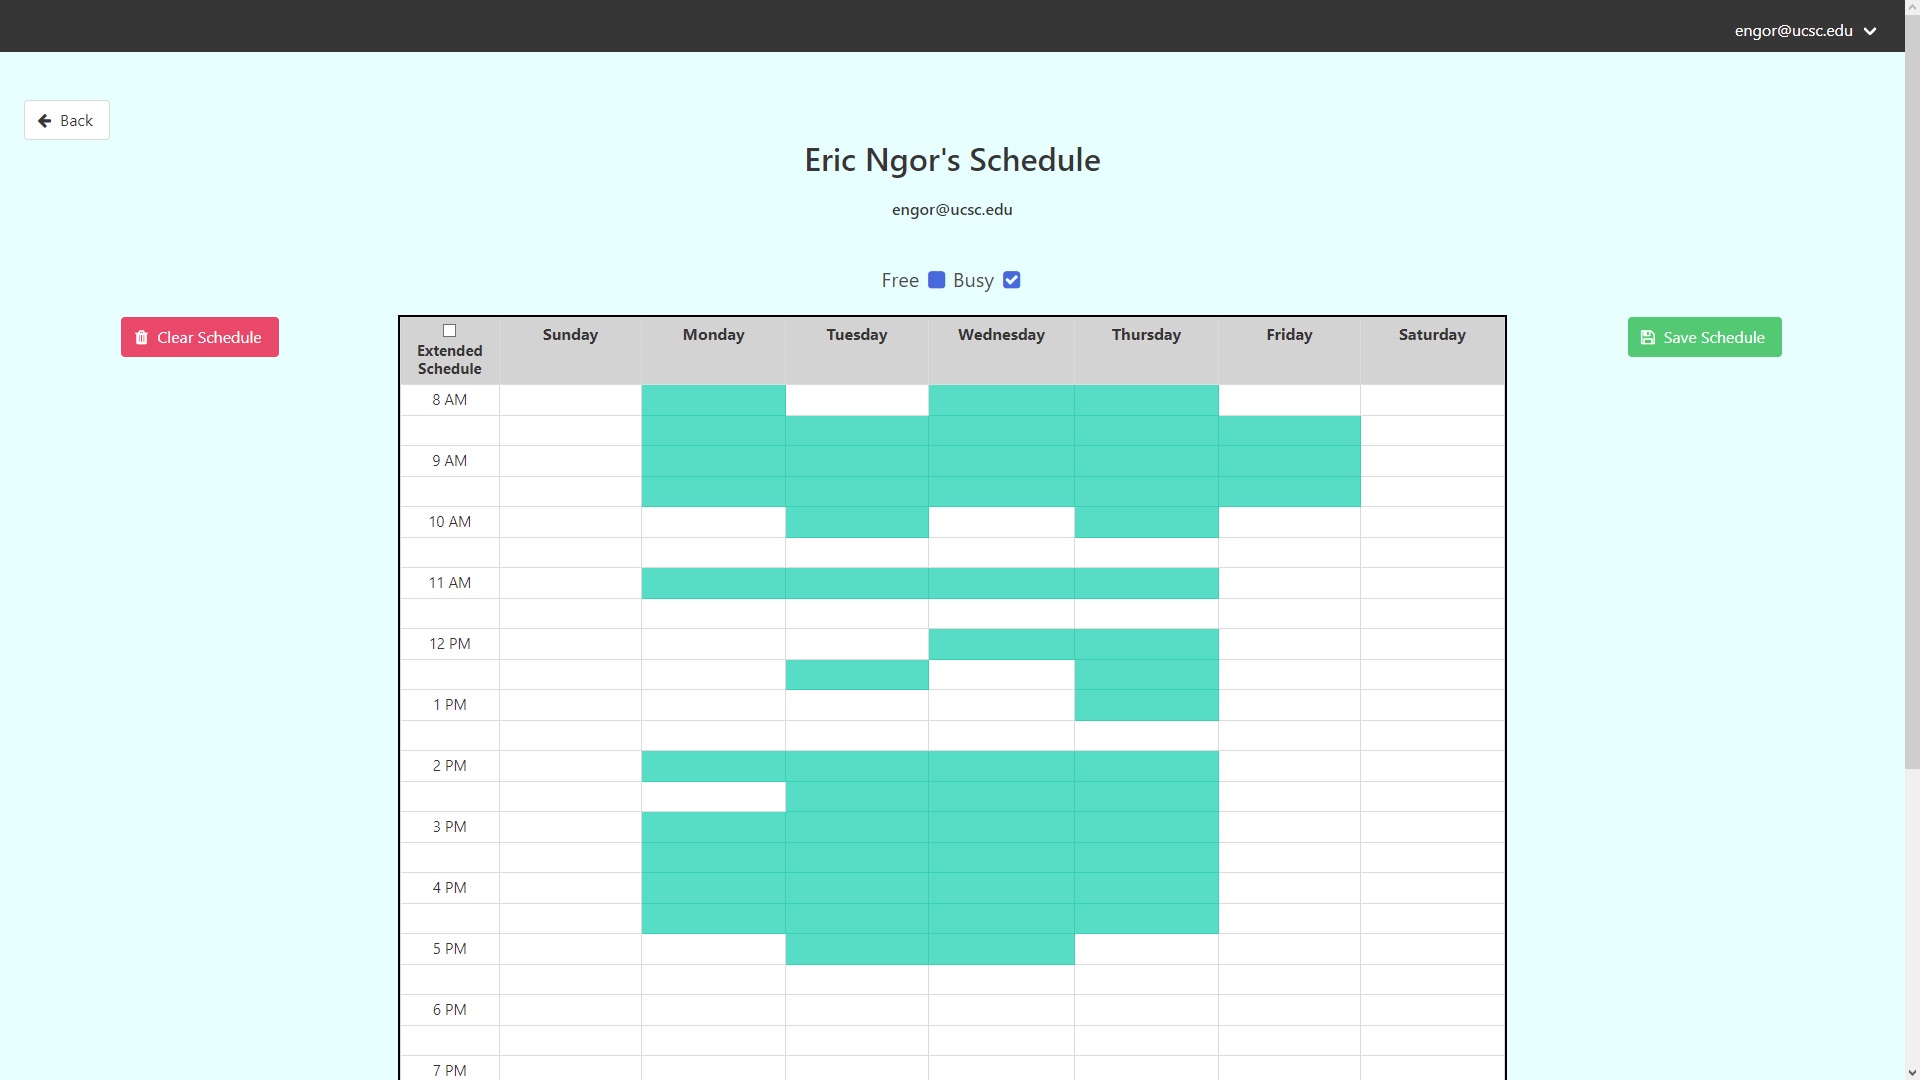 engor@ucsc.edu
Back
Eric Ngor's Schedule
engor@ucsc.edu
Free Busy
Clear Schedule
Save Schedule
Extended Schedule Sunday Monday Tuesday Wednesday Thursday Friday Saturday
8 AM
9 AM
10 AM
11 AM
12 PM
1 PM
2 PM
3 PM
4 PM
5 PM
6 PM
7 PM